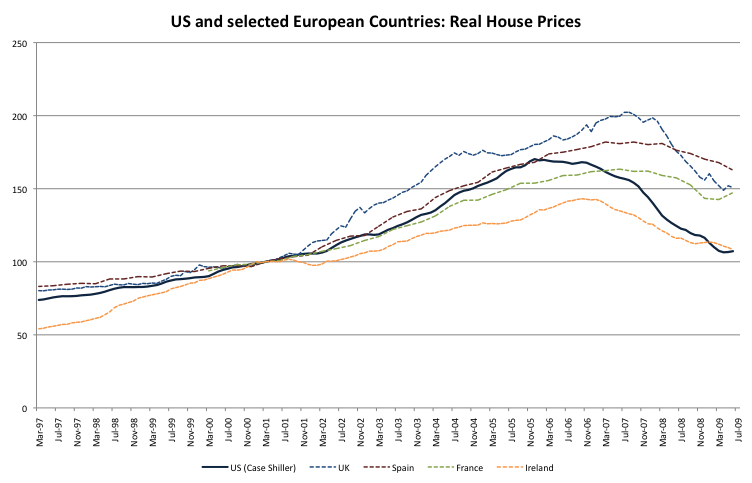 US and selected European Countries: Real House Prices
250
200
150
100
50
0
Mar-97
Jul-97
Nov-97
Mar-98
Jul-98
Nov-98
Mar-99
Jul-99
Nov-99
Mar-00
Jul-00
Nov-00
Mar-01
Jul-01
Nov-01
Mar-02
Jul-02
Nov-02
Mar-03
Jul-03
Nov-03
Mar-04
Jul-04
Nov-04
Mar-05
Jul-05
Nov-05
Mar-06
Jul-06
Nov-06
Mar-07
Jul-07
Nov-07
Mar-08
Jul-08
Nov-08
Mar-09
Jul-09
US (Case Shiller) UK Spain France Ireland